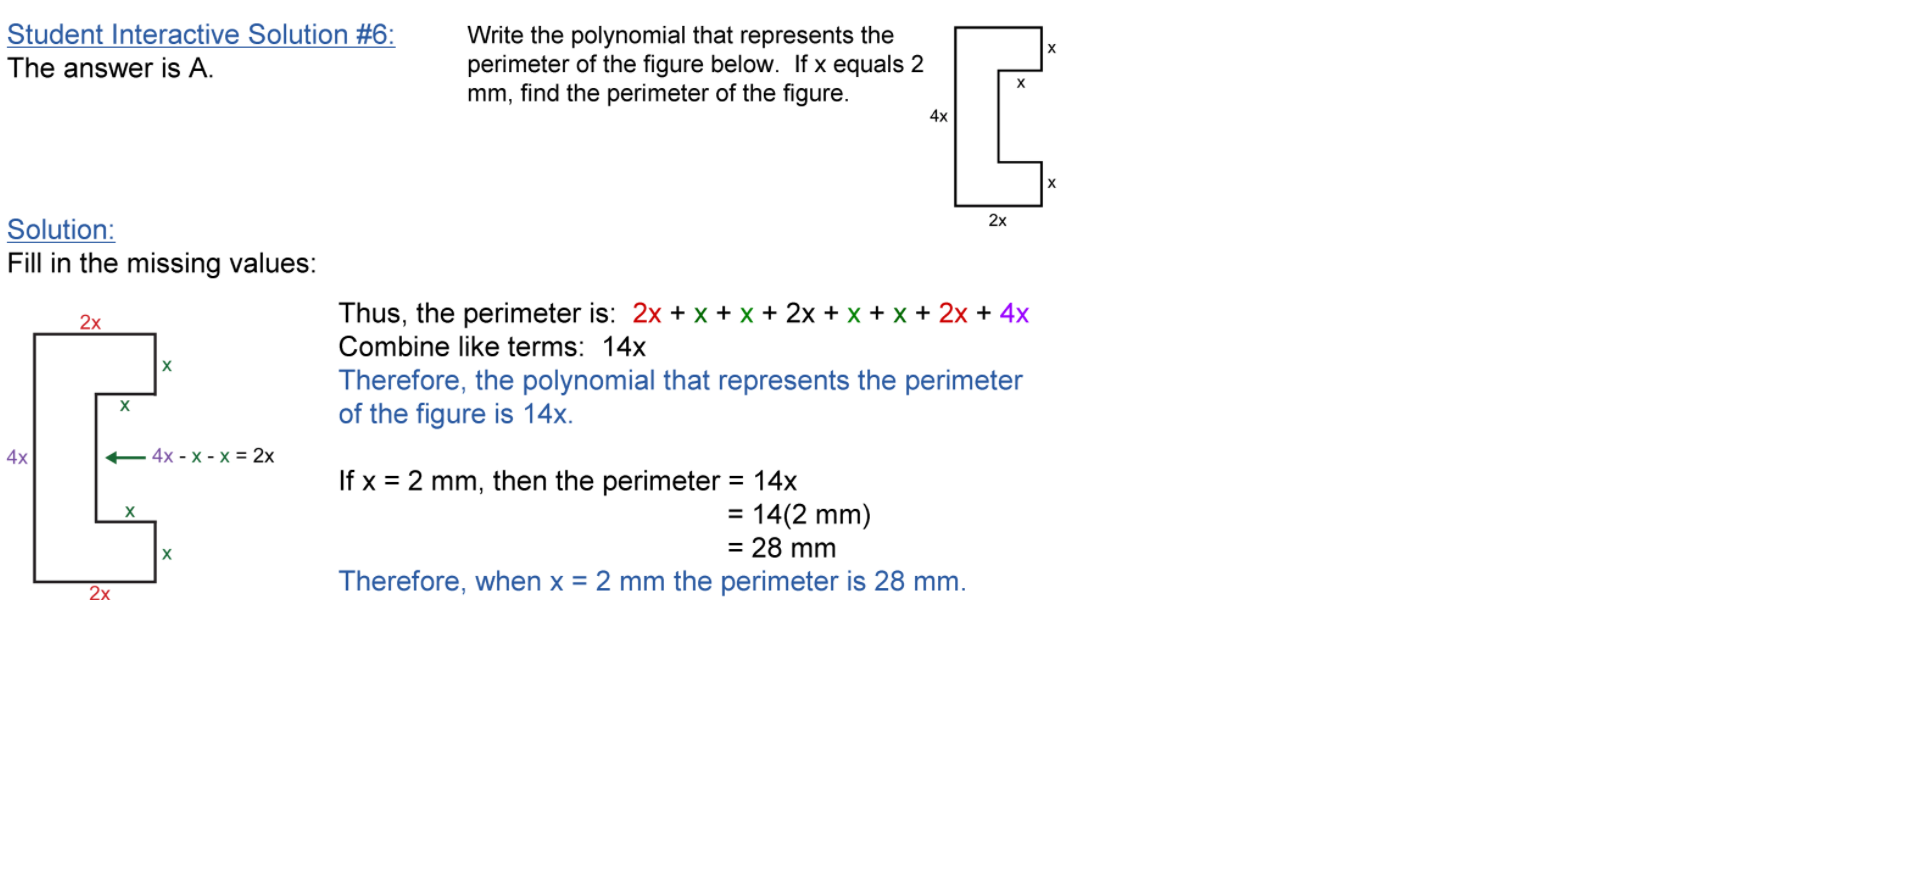 Student Interactive Solution #6:
The answer is A.
Write the polynomial that represents the
perimeter of the figure below.  If x equals 2
mm, find the perimeter of the figure.
x
x
4x
x
2x
Solution:
Fill in the missing values:
2x
x
x
4x
4x - x - x = 2x
x
x
2x
Thus, the perimeter is:  2x + x + x + 2x + x + x + 2x + 4x
Combine like terms:  14x
Therefore, the polynomial that represents the perimeter
of the figure is 14x.
If x = 2 mm, then the perimeter = 14x
= 14(2 mm)
= 28 mm
Therefore, when x = 2 mm the perimeter is 28 mm.